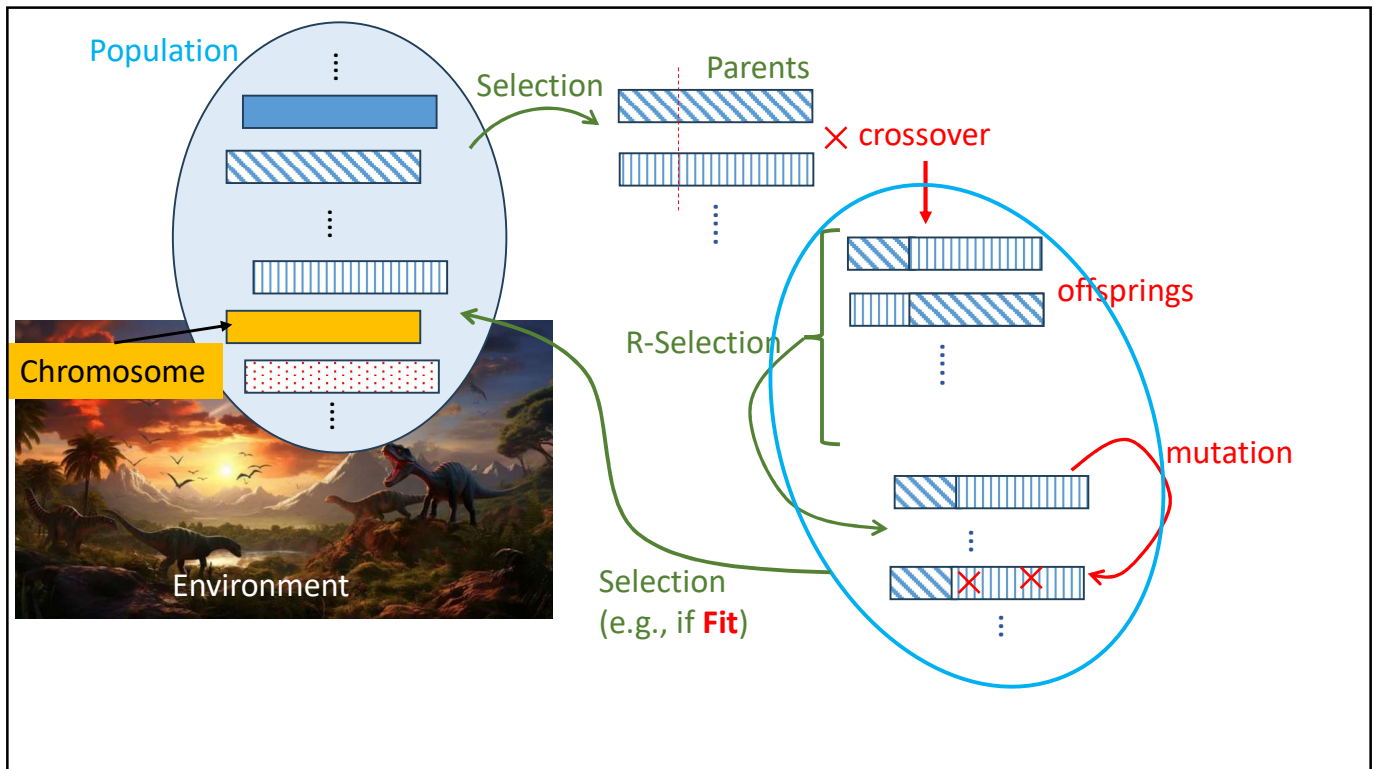 Population
Selection
Parents
× crossover
offsprings
R-Selection
Chromosome
mutation
Environment
Selection
(e.g., if Fit)